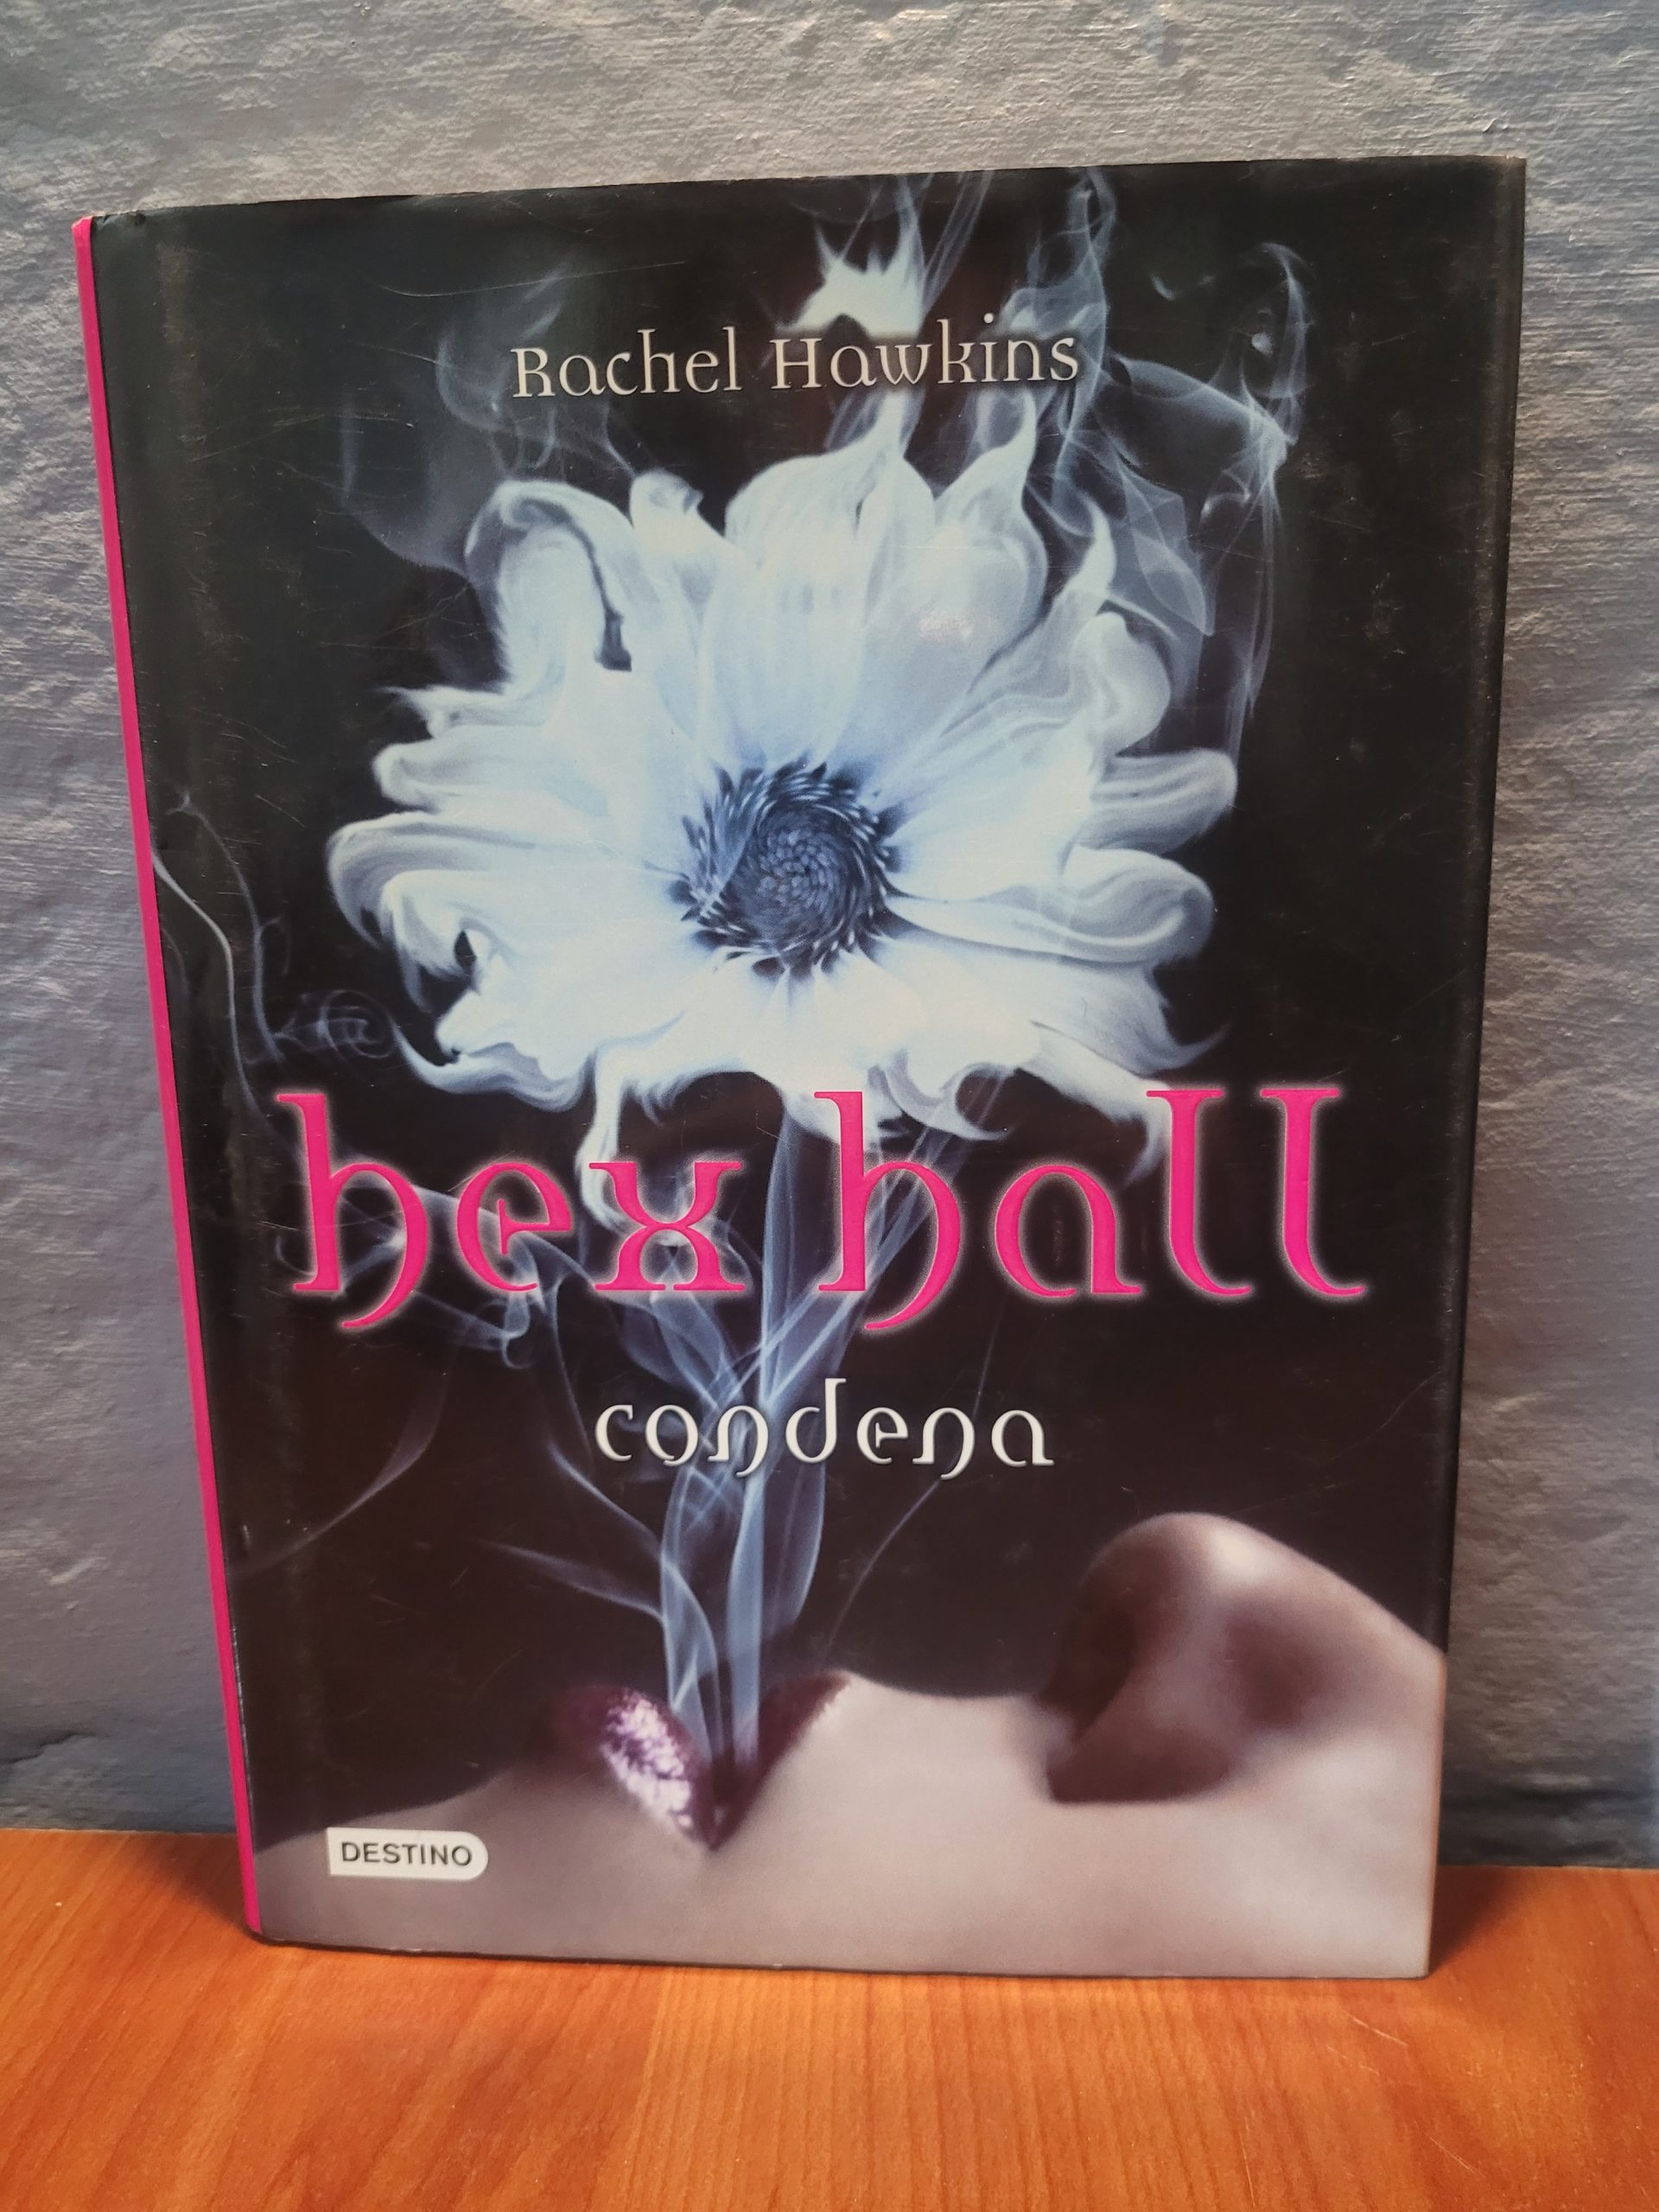 Rachel Hawkins
hex hall
condena
DESTINO